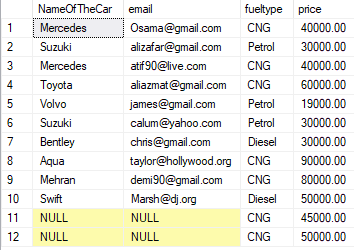 NameOfTheCar email fueltype price
1 Mercedes Osama@gmail.com CNG 40000.00
2 Suzuki alizafar@gmail.com Petrol 30000.00
3 Mercedes atif90@live.com CNG 40000.00
4 Toyota aliazmat@gmail.com CNG 60000.00
5 Volvo james@gmail.com Petrol 19000.00
6 Suzuki calum@yahoo.com Petrol 30000.00
7 Bentley chris@gmail.com Diesel 30000.00
8 Aqua taylor@hollywood.org CNG 90000.00
9 Mehran demi90@gmail.com CNG 80000.00
10 Swift Marsh@dj.org Diesel 50000.00
11 NULL NULL CNG 45000.00
12 NULL NULL CNG 50000.00